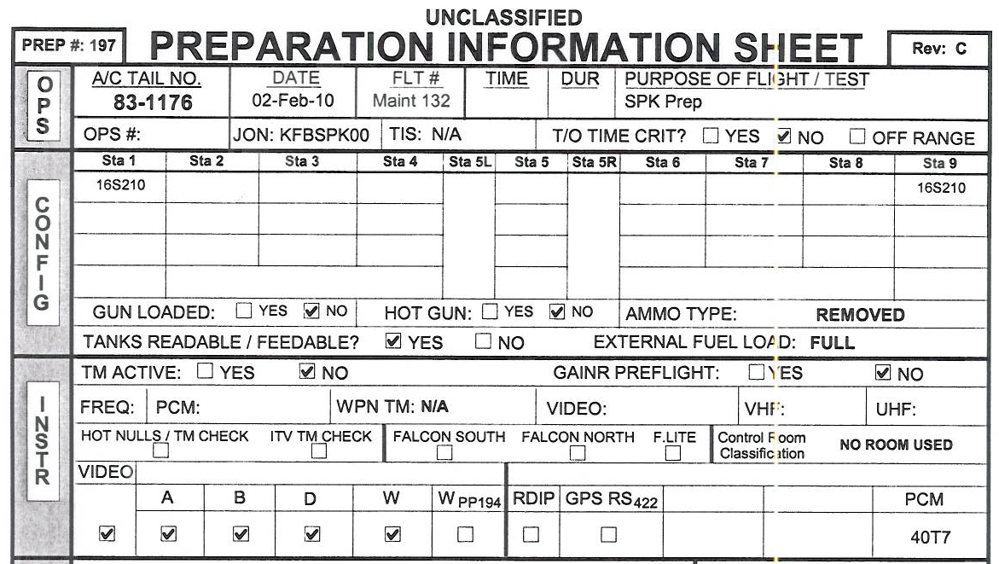 UNCLASSIFIED
PREP #: 197 PREPARATION INFORMATION SHEET Rev: C
OPS
A/C TAIL NO. DATE FLT # TIME DUR PURPOSE OF FLIGHT / TEST
83-1176 02-Feb-10 Maint 132 SPK Prep
OPS #: JON: KFBSPK00 TIS: N/A T/O TIME CRIT? ☐ YES ☑ NO ☐ OFF RANGE
CONFIG
Sta 1 Sta 2 Sta 3 Sta 4 Sta 5L Sta 5 Sta 5R Sta 6 Sta 7 Sta 8 Sta 9
16S210 16S210
GUN LOADED: ☐ YES ☑ NO HOT GUN: ☐ YES ☑ NO AMMO TYPE: REMOVED
TANKS READABLE / FEEDABLE? ☑ YES ☐ NO EXTERNAL FUEL LOAD: FULL
INSTR
TM ACTIVE: ☐ YES ☑ NO GAINR PREFLIGHT: ☐ YES ☑ NO
FREQ: PCM: WPN TM: N/A VIDEO: VHF: UHF:
HOT NULLS / TM CHECK ITV TM CHECK FALCON SOUTH FALCON NORTH F.LITE Control Room NO ROOM USED
☐ ☐ ☐ ☐ ☐ Classification
VIDEO
A B D W W PP194 RDIP GPS RS422 PCM
☑ ☑ ☑ ☑ ☑ ☐ ☐ ☐ 40T7